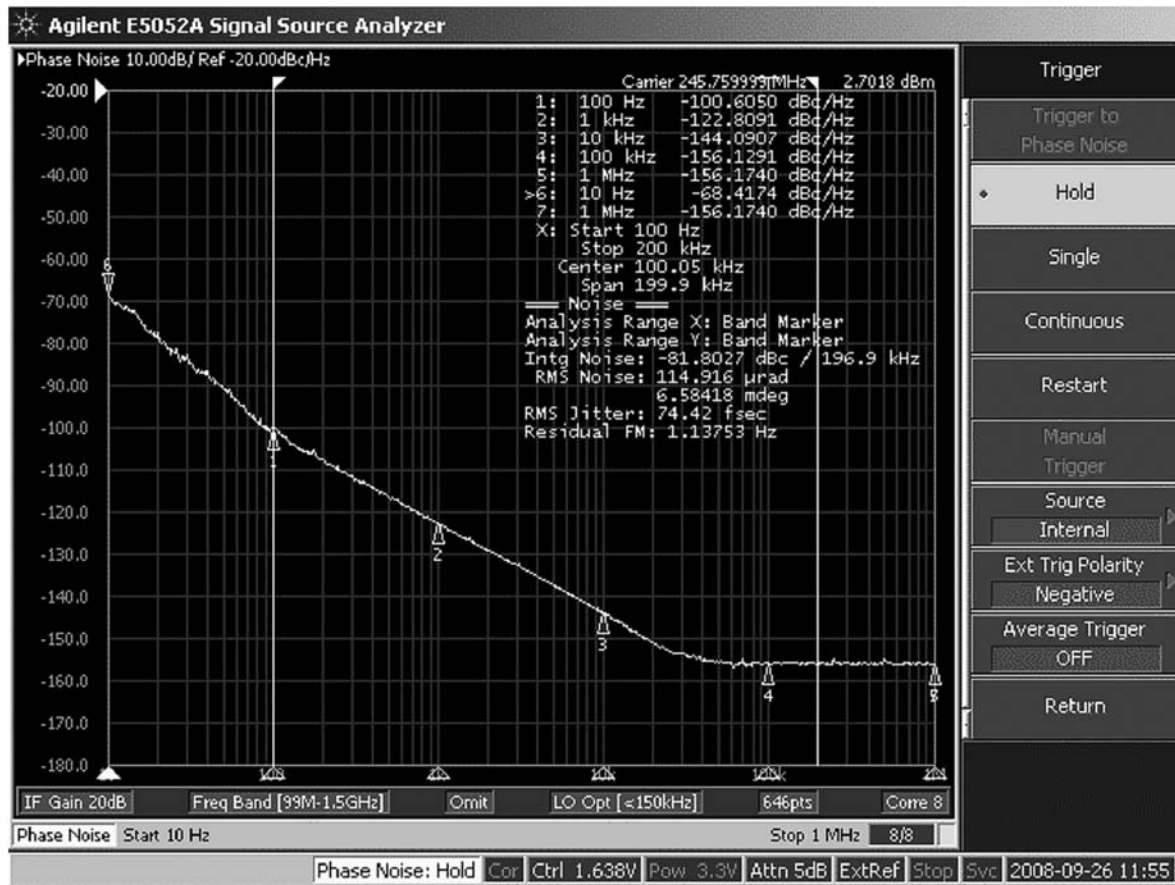 Agilent E5052A Signal Source Analyzer
Phase Noise 10.00dB/ Ref -20.00dBc/Hz
Carrier 245.759999 MHz 2.7018 dBm
1: 100 Hz -100.6050 dBc/Hz
2: 1 kHz -122.8091 dBc/Hz
3: 10 kHz -144.0907 dBc/Hz
4: 100 kHz -156.1291 dBc/Hz
5: 1 MHz -156.1740 dBc/Hz
>6: 10 Hz -68.4174 dBc/Hz
7: 1 MHz -156.1740 dBc/Hz
X: Start 100 Hz
Stop 200 kHz
Center 100.05 kHz
Span 199.9 kHz
Noise
Analysis Range X: Band Marker
Analysis Range Y: Band Marker
Intg Noise: -81.8027 dBc / 196.9 kHz
RMS Noise: 114.916 µrad
6.58418 mdeg
RMS Jitter: 74.42 fsec
Residual FM: 1.13753 Hz
-20.00
-30.00
-40.00
-50.00
-60.00
-70.00
-80.00
-90.00
-100.0
-110.0
-120.0
-130.0
-140.0
-150.0
-160.0
-170.0
-180.0
6
1
2
3
4
IF Gain 20dB Freq Band [99M-1.5GHz] Omit LO Opt [<150kHz] 646pts Corre 8
Phase Noise Start 10 Hz Stop 1 MHz 8/8
Phase Noise: Hold Cor Ctrl 1.638V Pow 3.3V Attn 5dB ExtRef Stop Svc 2008-09-26 11:55
Trigger
Trigger to
Phase Noise
Hold
Single
Continuous
Restart
Manual
Trigger
Source
Internal
Ext Trig Polarity
Negative
Average Trigger
OFF
Return